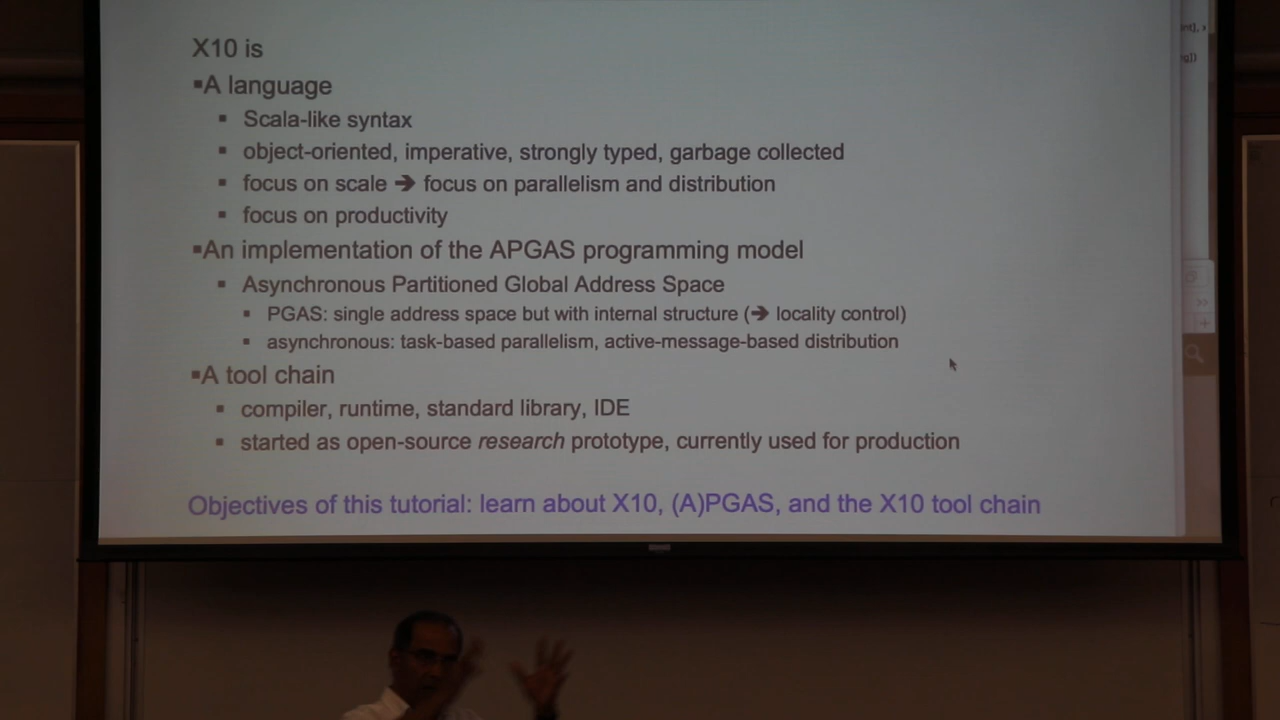 X10 is
▪A language
▪ Scala-like syntax
▪ object-oriented, imperative, strongly typed, garbage collected
▪ focus on scale ➔ focus on parallelism and distribution
▪ focus on productivity
▪An implementation of the APGAS programming model
▪ Asynchronous Partitioned Global Address Space
▪ PGAS: single address space but with internal structure (➔ locality control)
▪ asynchronous: task-based parallelism, active-message-based distribution
▪A tool chain
▪ compiler, runtime, standard library, IDE
▪ started as open-source research prototype, currently used for production
Objectives of this tutorial: learn about X10, (A)PGAS, and the X10 tool chain